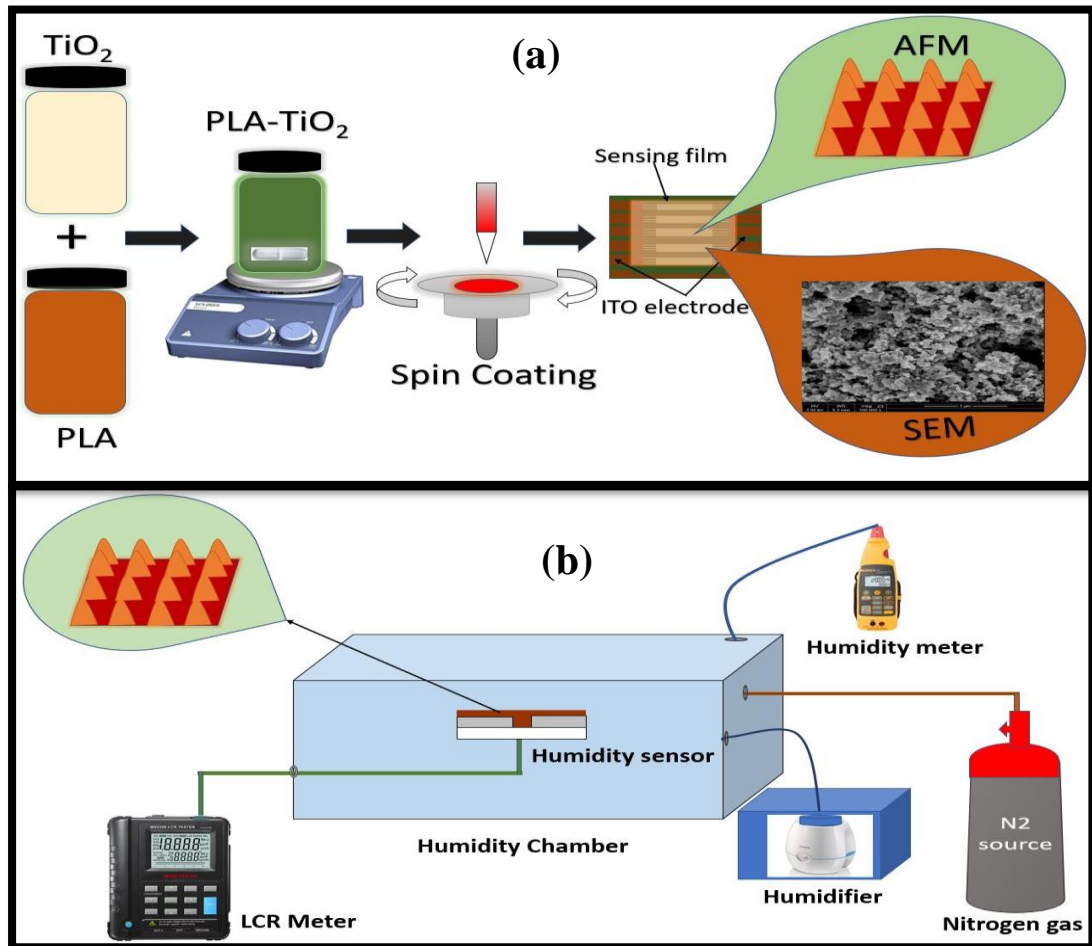 (a)
TiO₂
+
PLA
PLA-TiO₂
Spin Coating
Sensing film
ITO electrode
AFM
SEM
(b)
Humidity meter
Humidity sensor
Humidity Chamber
LCR Meter
Humidifier
N2
source
Nitrogen gas